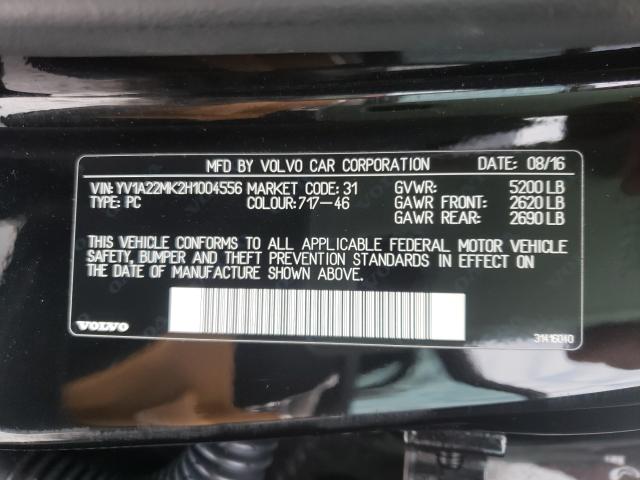 MFD BY VOLVO CAR CORPORATION DATE: 08/16
VIN: YV1A22MK2H1004556 MARKET CODE: 31 GVWR: 5200 LB
TYPE: PC COLOUR: 717-46 GAWR FRONT: 2620 LB
GAWR REAR: 2690 LB
THIS VEHICLE CONFORMS TO ALL APPLICABLE FEDERAL MOTOR VEHICLE
SAFETY, BUMPER AND THEFT PREVENTION STANDARDS IN EFFECT ON
THE DATE OF MANUFACTURE SHOWN ABOVE.
VOLVO 31416040